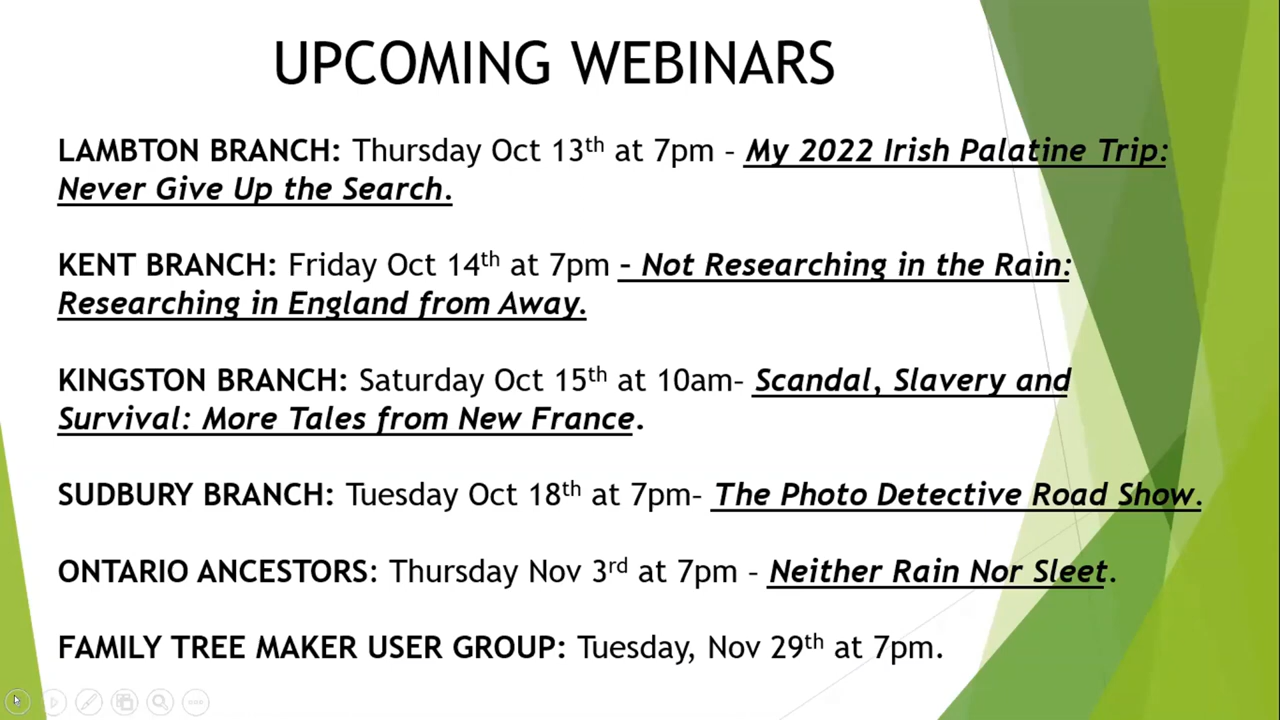 UPCOMING WEBINARS
LAMBTON BRANCH: Thursday Oct 13th at 7pm – My 2022 Irish Palatine Trip:
Never Give Up the Search.
KENT BRANCH: Friday Oct 14th at 7pm – Not Researching in the Rain:
Researching in England from Away.
KINGSTON BRANCH: Saturday Oct 15th at 10am– Scandal, Slavery and
Survival: More Tales from New France.
SUDBURY BRANCH: Tuesday Oct 18th at 7pm– The Photo Detective Road Show.
ONTARIO ANCESTORS: Thursday Nov 3rd at 7pm – Neither Rain Nor Sleet.
FAMILY TREE MAKER USER GROUP: Tuesday, Nov 29th at 7pm.